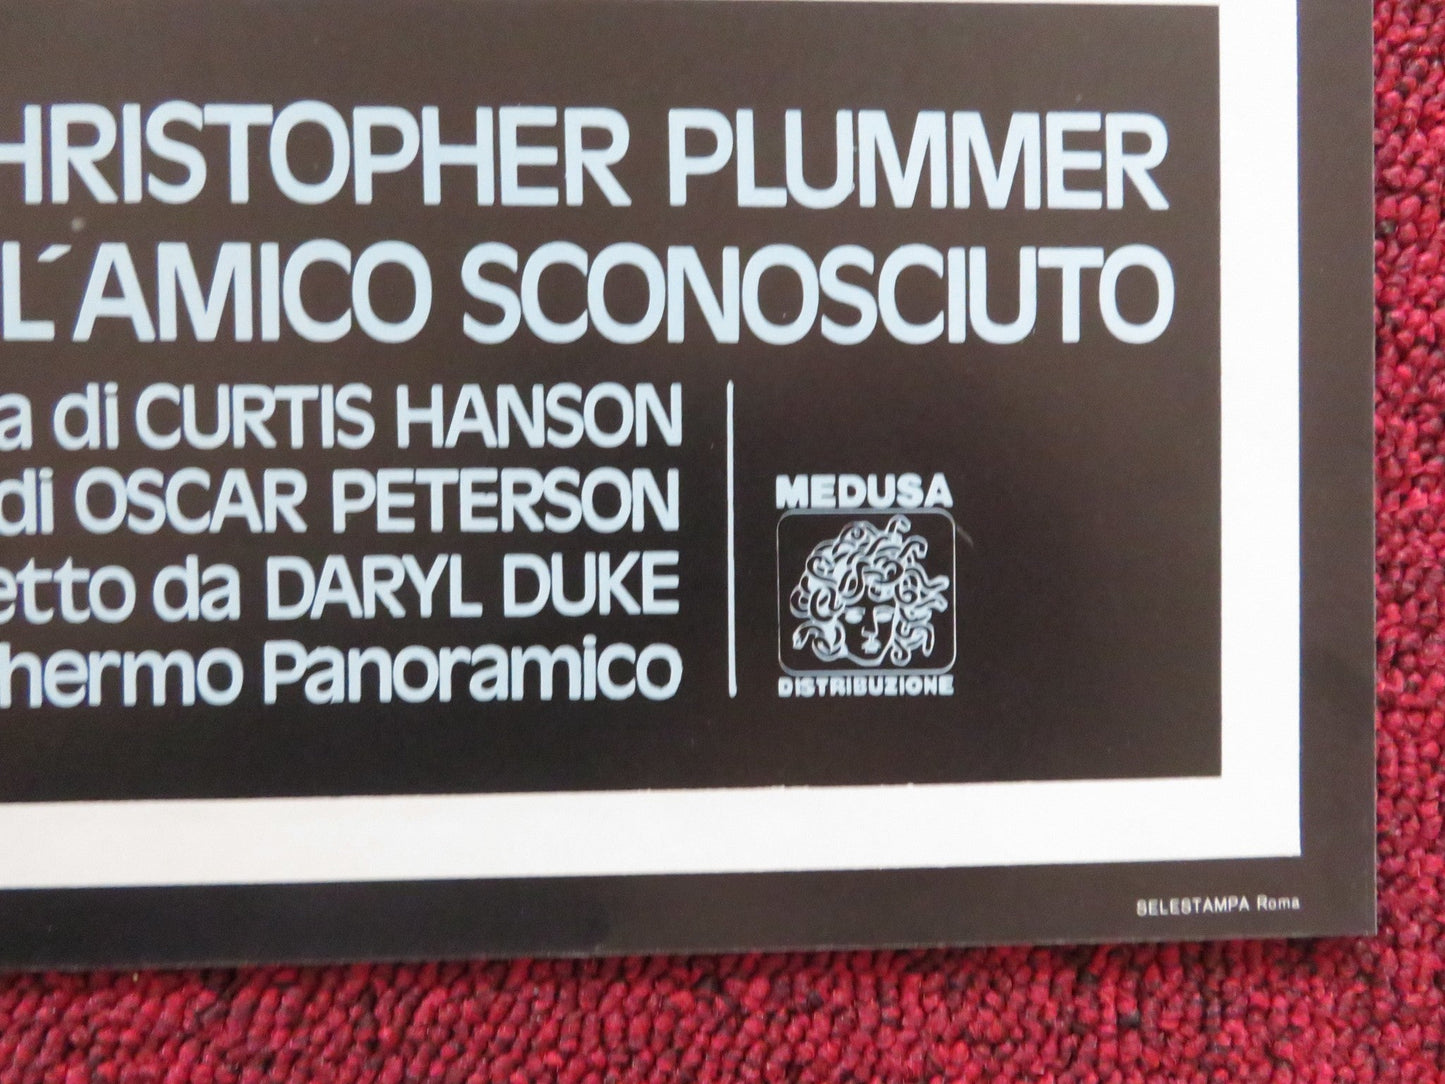 HRISTOPHER PLUMMER
L´AMICO SCONOSCIUTO
a di CURTIS HANSON
di OSCAR PETERSON
etto da DARYL DUKE
hermo Panoramico
MEDUSA
DISTRIBUZIONE
SELESTAMPA Roma